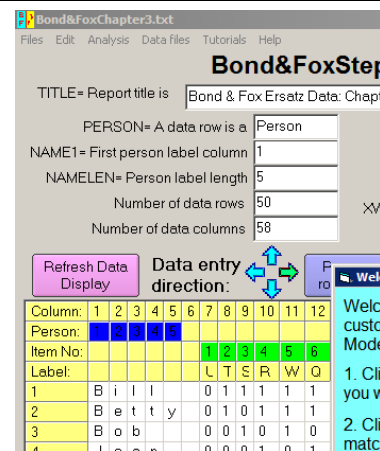 Bond&FoxChapter3.txt
Files Edit Analysis Data files Tutorials Help
Bond&FoxStep
TITLE= Report title is Bond & Fox Ersatz Data: Chapt
PERSON= A data row is a Person
NAME1= First person label column 1
NAMELEN= Person label length 5
Number of data rows 50
Number of data columns 58
Refresh Data Display
Data entry direction:
Column: 1 2 3 4 5 6 7 8 9 10 11 12
Person: 2 3 4 5
Item No: 1 2 3 4 5 6
Label: L T S R W Q
1 B i l l 0 1 1 1 1 1
2 B e t t y 0 1 0 1 1 1
3 B o b 0 0 1 0 1 0
Welc
custo
Mode
1. Cli
you w
2. Cli
matc